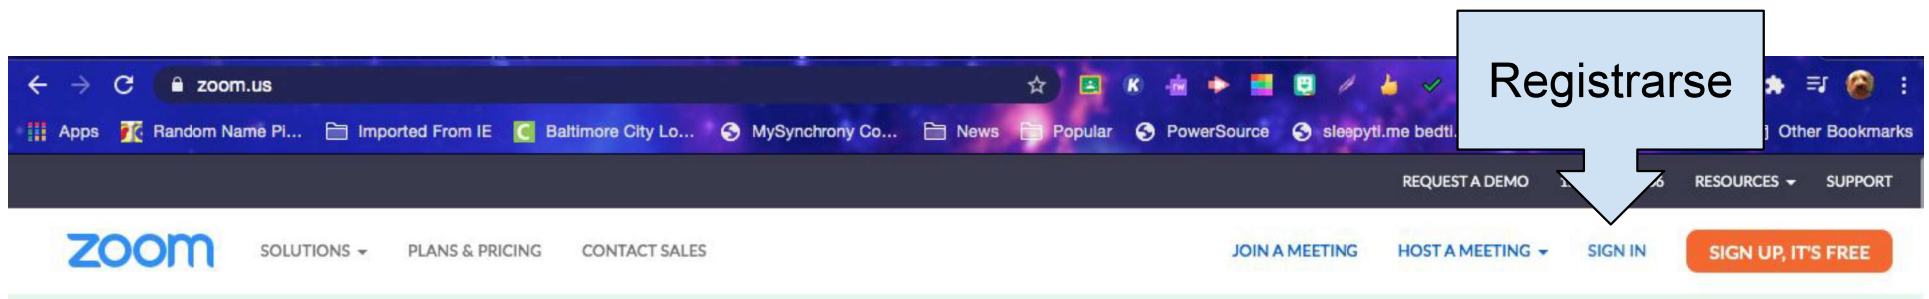 Registrarse
zoom.us
Apps Random Name Pi... Imported From IE Baltimore City Lo... MySynchrony Co... News Popular PowerSource sleepyti.me bedti. Other Bookmarks
REQUEST A DEMO RESOURCES SUPPORT
zoom SOLUTIONS PLANS & PRICING CONTACT SALES JOIN A MEETING HOST A MEETING SIGN IN SIGN UP, IT'S FREE